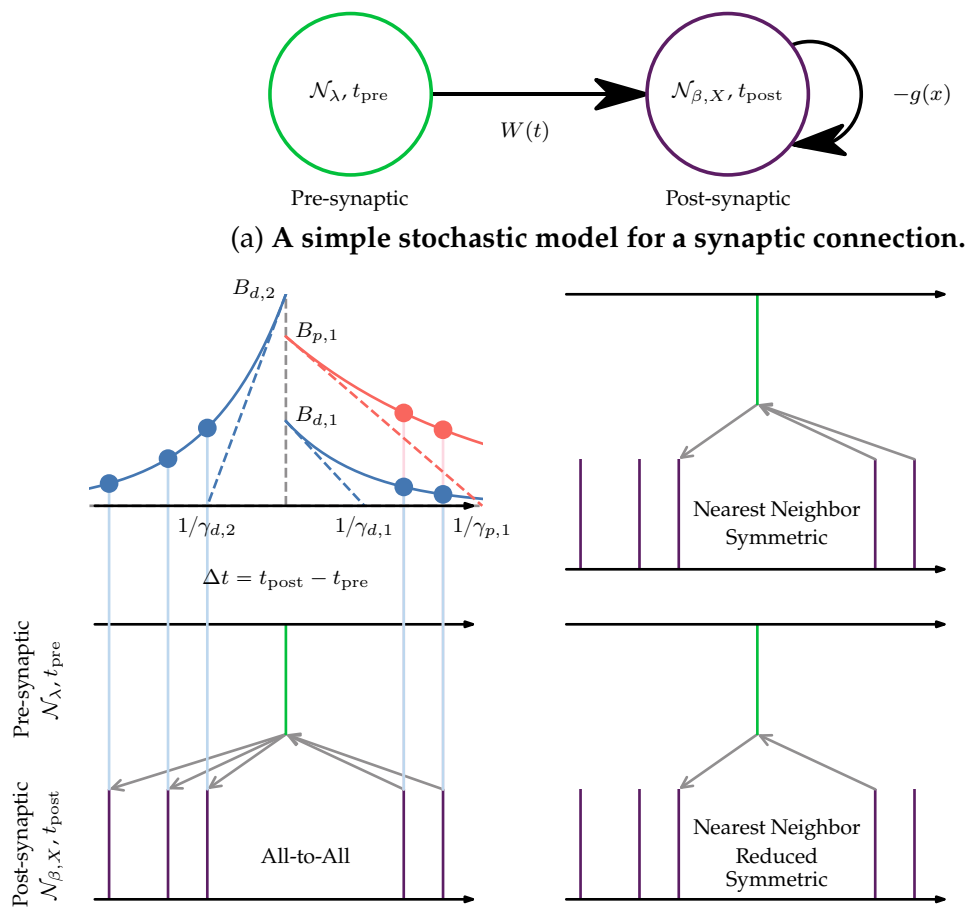 𝒩_λ, t_pre
𝒩_{β,X}, t_post
−g(x)
W(t)
Pre-synaptic
Post-synaptic
(a) A simple stochastic model for a synaptic connection.
B_{d,2}
B_{p,1}
B_{d,1}
1/γ_{d,2}
1/γ_{d,1}
1/γ_{p,1}
Δt = t_post − t_pre
Nearest Neighbor
Symmetric
Pre-synaptic
𝒩_λ, t_pre
Post-synaptic
𝒩_{β,X}, t_post
All-to-All
Nearest Neighbor
Reduced
Symmetric